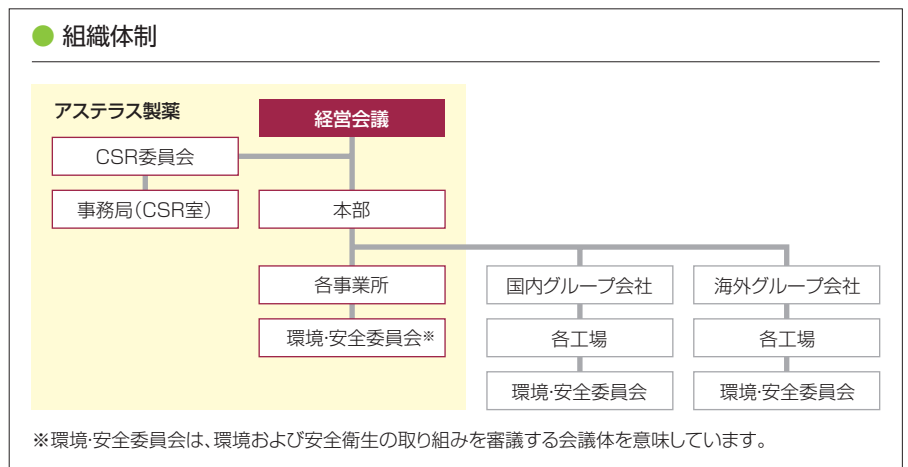 組織体制
アステラス製薬
経営会議
CSR委員会
事務局（CSR室）
本部
各事業所
国内グループ会社
海外グループ会社
環境・安全委員会※
各工場
各工場
環境・安全委員会
環境・安全委員会
※環境・安全委員会は、環境および安全衛生の取り組みを審議する会議体を意味しています。